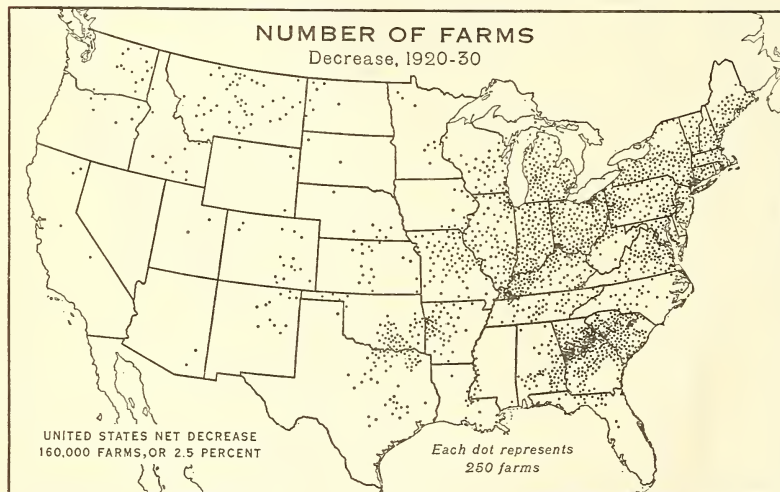 NUMBER OF FARMS
Decrease, 1920-30
UNITED STATES NET DECREASE
160,000 FARMS, OR 2.5 PERCENT
Each dot represents
250 farms